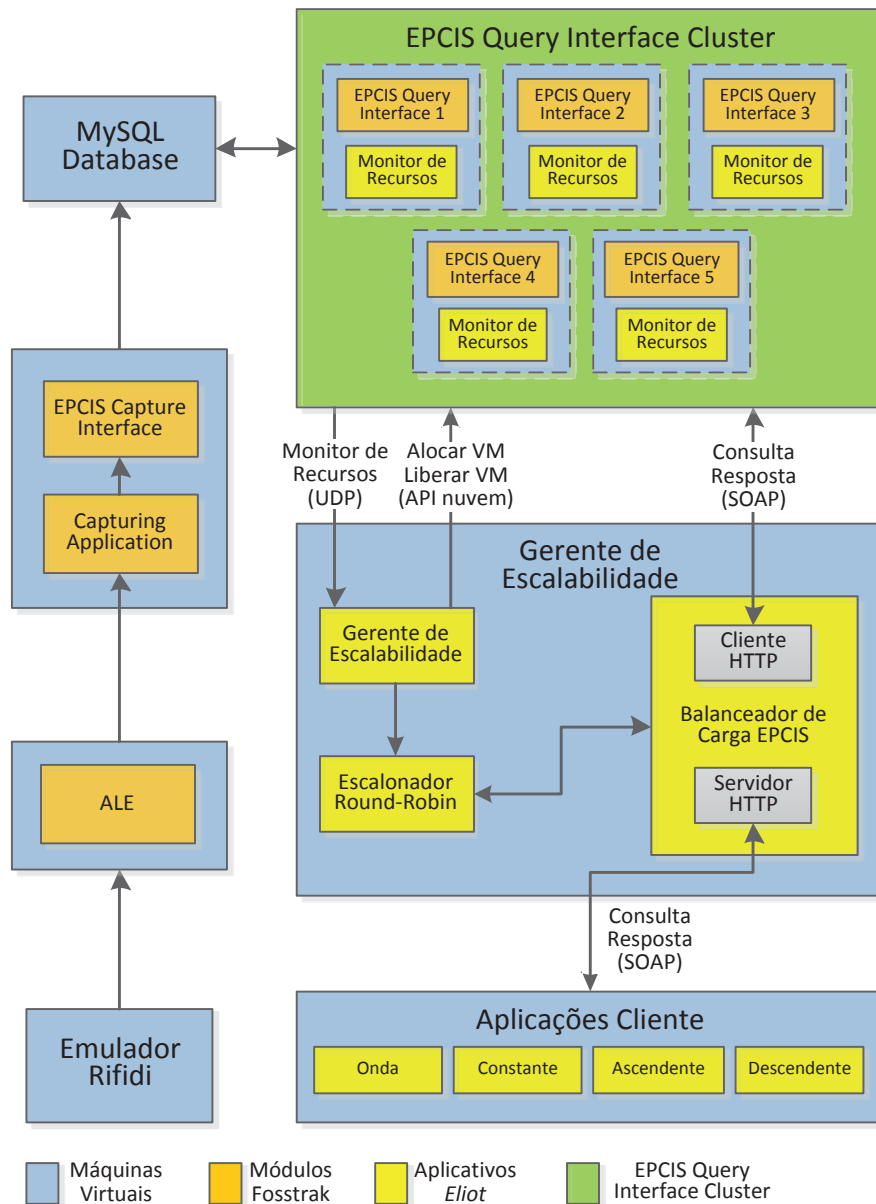 EPCIS Query Interface Cluster
EPCIS Query
Interface 1
Monitor de
Recursos
EPCIS Query
Interface 2
Monitor de
Recursos
EPCIS Query
Interface 3
Monitor de
Recursos
EPCIS Query
Interface 4
Monitor de
Recursos
EPCIS Query
Interface 5
Monitor de
Recursos
MySQL
Database
EPCIS Capture
Interface
Capturing
Application
ALE
Emulador
Rifidi
Monitor de
Recursos
(UDP)
Alocar VM
Liberar VM
(API nuvem)
Consulta
Resposta
(SOAP)
Gerente de
Escalabilidade
Gerente de
Escalabilidade
Escalonador
Round-Robin
Cliente
HTTP
Balanceador de
Carga EPCIS
Servidor
HTTP
Consulta
Resposta
(SOAP)
Aplicações Cliente
Onda
Constante
Ascendente
Descendente
Máquinas
Virtuais
Módulos
Fosstrak
Aplicativos
Eliot
EPCIS Query
Interface Cluster